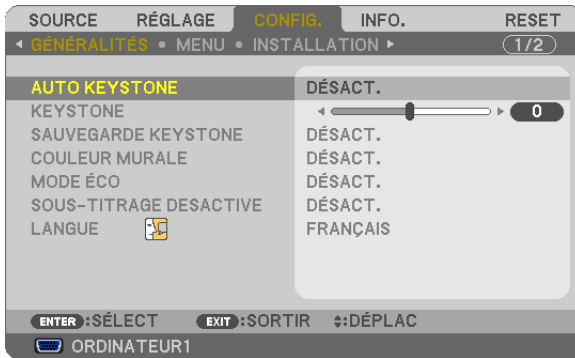 SOURCE RÉGLAGE CONFIG. INFO. RESET
GÉNÉRALITÉS • MENU • INSTALLATION 1/2
AUTO KEYSTONE DÉSACT.
KEYSTONE 0
SAUVEGARDE KEYSTONE DÉSACT.
COULEUR MURALE DÉSACT.
MODE ÉCO DÉSACT.
SOUS-TITRAGE DESACTIVE DÉSACT.
LANGUE FRANÇAIS
ENTER :SÉLECT EXIT :SORTIR :DÉPLAC
ORDINATEUR1